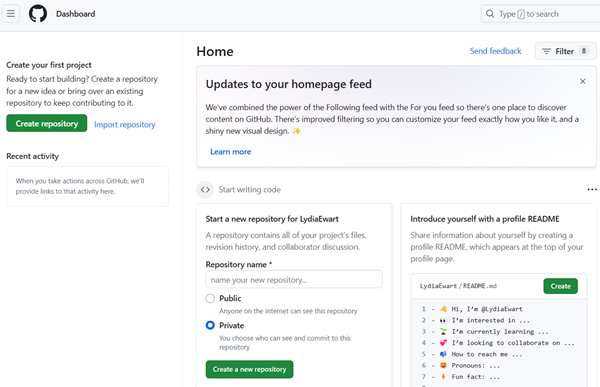 Dashboard
Type / to search
Create your first project
Ready to start building? Create a repository
for a new idea or bring over an existing
repository to keep contributing to it.
Create repository
Import repository
Recent activity
When you take actions across GitHub, we'll
provide links to that activity here.
Home
Send feedback
Filter 8
Updates to your homepage feed
We've combined the power of the Following feed with the For you feed so there's one place to discover
content on GitHub. There's improved filtering so you can customize your feed exactly how you like it, and a
shiny new visual design. ✨
Learn more
Start writing code
Start a new repository for LydiaEwart
A repository contains all of your project's files,
revision history, and collaborator discussion.
Repository name *
name your new repository...
Public
Anyone on the internet can see this repository
Private
You choose who can see and commit to this
repository
Create a new repository
Introduce yourself with a profile README
Share information about yourself by creating a
profile README, which appears at the top of your
profile page.
LydiaEwart/README.md
Create
1 - 👋 Hi, I'm @LydiaEwart
2 - 👀 I'm interested in ...
3 - 🌱 I'm currently learning ...
4 - 💞️ I'm looking to collaborate on ...
5 - 📫 How to reach me ...
6 - 😄 Pronouns: ...
7 - ⚡ Fun fact: ...